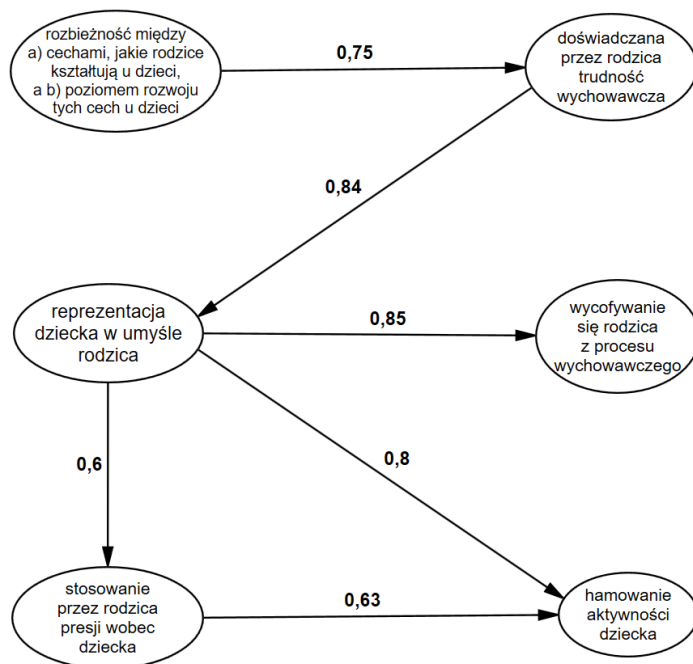 rozbieżność między
a) cechami, jakie rodzice
kształtują u dzieci,
a b) poziomem rozwoju
tych cech u dzieci
0,75
doświadczana
przez rodzica
trudność
wychowawcza
0,84
reprezentacja
dziecka w umyśle
rodzica
0,85
wycofywanie
się rodzica
z procesu
wychowawczego
0,6
0,8
stosowanie
przez rodzica
presji wobec
dziecka
0,63
hamowanie
aktywności
dziecka